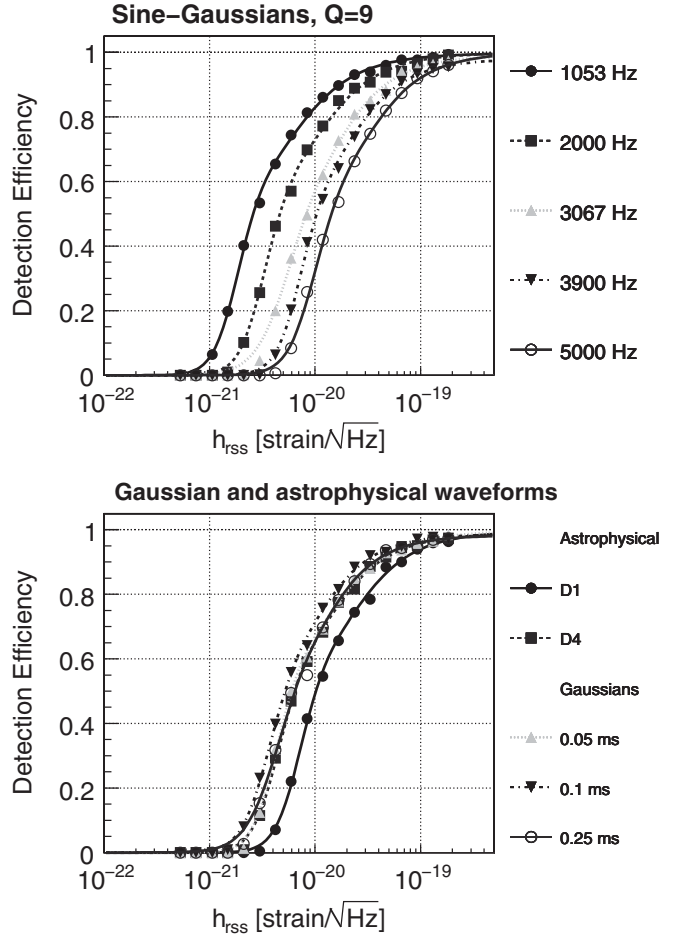 Sine−Gaussians, Q=9
Detection Efficiency
1
0.8
0.6
0.4
0.2
0
10−22
10−21
10−20
10−19
hrss [strain/√Hz]
1053 Hz
2000 Hz
3067 Hz
3900 Hz
5000 Hz
Gaussian and astrophysical waveforms
Detection Efficiency
1
0.8
0.6
0.4
0.2
0
10−22
10−21
10−20
10−19
hrss [strain/√Hz]
Astrophysical
D1
D4
Gaussians
0.05 ms
0.1 ms
0.25 ms